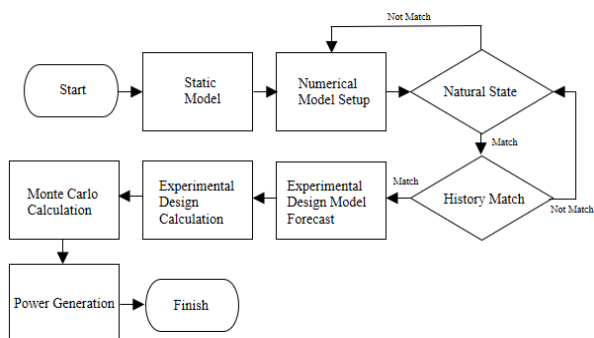 Not Match
Start
Static
Model
Numerical
Model Setup
Natural State
Match
Monte Carlo
Calculation
Experimental
Design
Calculation
Experimental
Design Model
Forecast
Match
History Match
Not Match
Power Generation
Finish